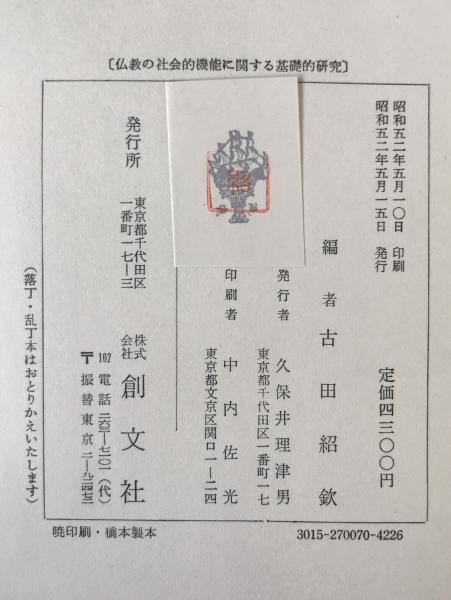 〔仏教の社会的機能に関する基礎的研究〕
昭和五二年五月一〇日 印刷
昭和五二年五月一五日 発行
定価四三〇〇円
編者 古田紹欽
発行者 久保井理津男
東京都千代田区一番町一七
印刷者 中内佐光
東京都文京区関口一―二四
発行所
東京都千代田区
一番町一七―三
株式会社 創文社
〒102 電話 二六三―七一〇一(代)
振替 東京 二―九二四七二
(落丁・乱丁本はおとりかえいたします)
暁印刷・橋本製本
3015-270070-4226